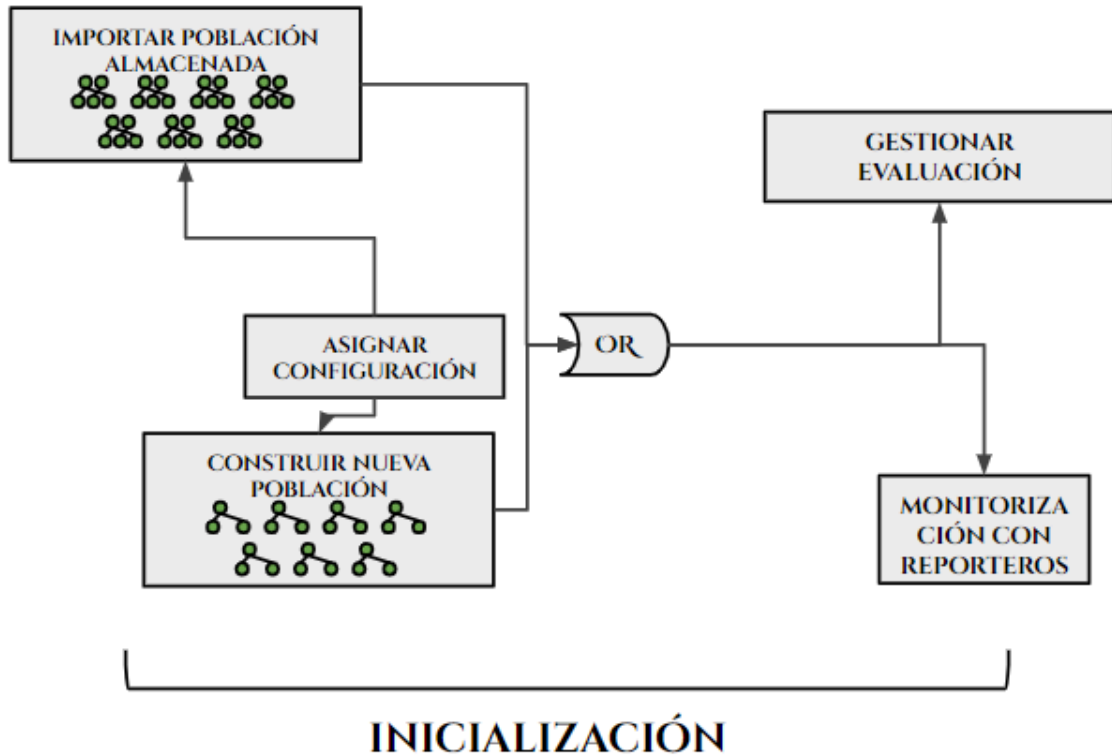 IMPORTAR POBLACIÓN
ALMACENADA
GESTIONAR
EVALUACIÓN
ASIGNAR
CONFIGURACIÓN
OR
CONSTRUIR NUEVA
POBLACIÓN
MONITORIZA
CIÓN CON
REPORTEROS
INICIALIZACIÓN